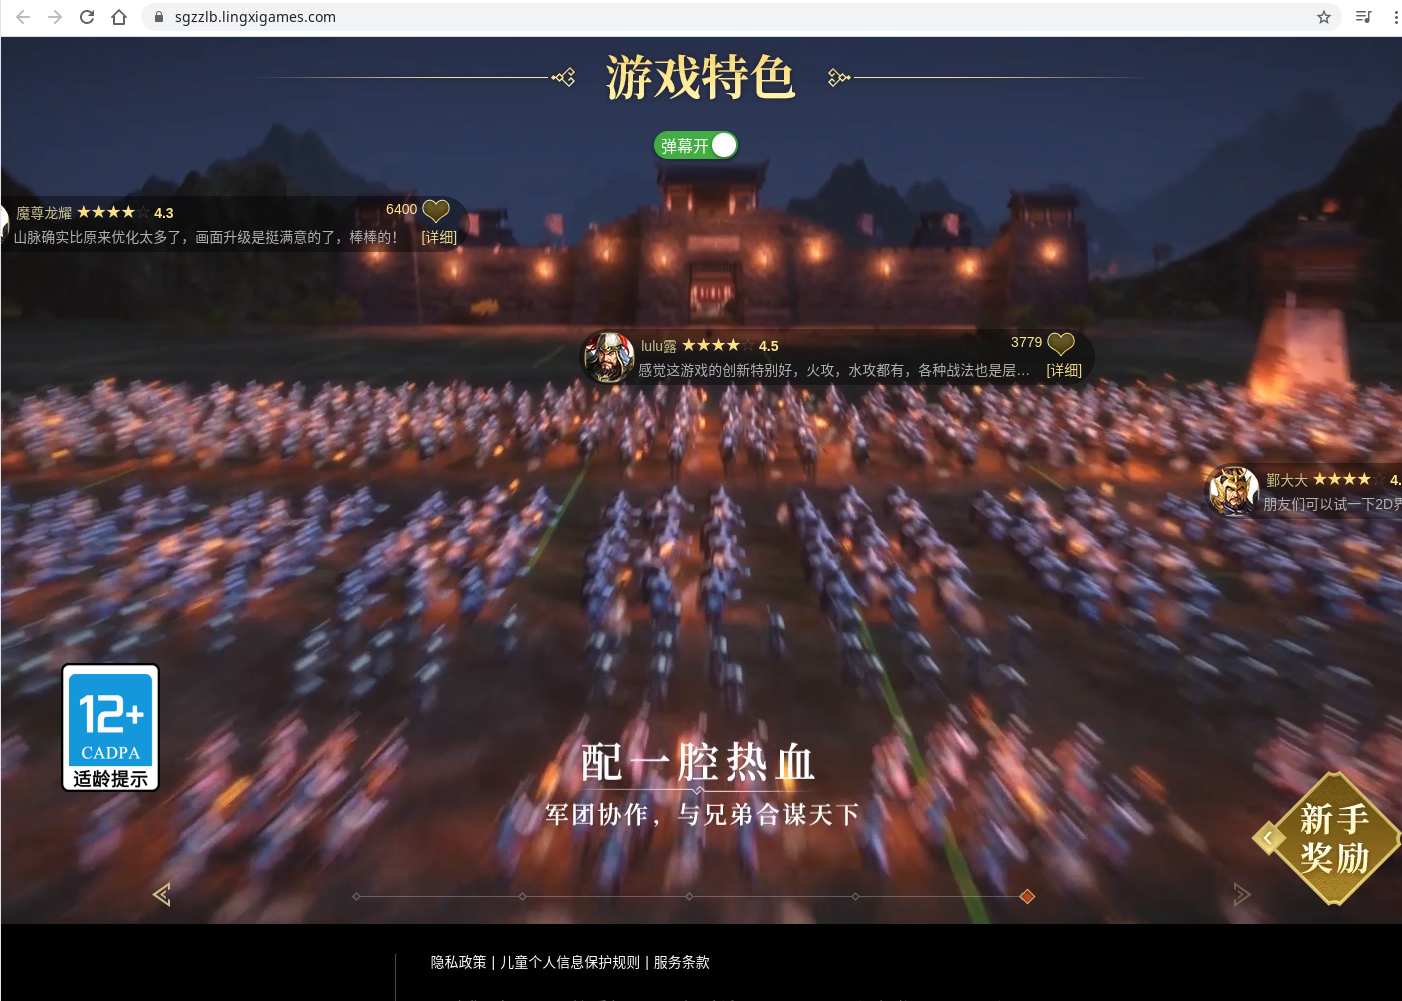 sgzzlb.lingxigames.com
游戏特色
弹幕开
魔尊龙耀 ★★★★☆ 4.3 6400
山脉确实比原来优化太多了，画面升级是挺满意的了，棒棒的！ [详细]
lulu露 ★★★★☆ 4.5 3779
感觉这游戏的创新特别好，火攻，水攻都有，各种战法也是层... [详细]
鄞大大 ★★★★☆ 4.
朋友们可以试一下2D界
12+
CADPA
适龄提示
配一腔热血
军团协作，与兄弟合谋天下
新手
奖励
隐私政策 | 儿童个人信息保护规则 | 服务条款